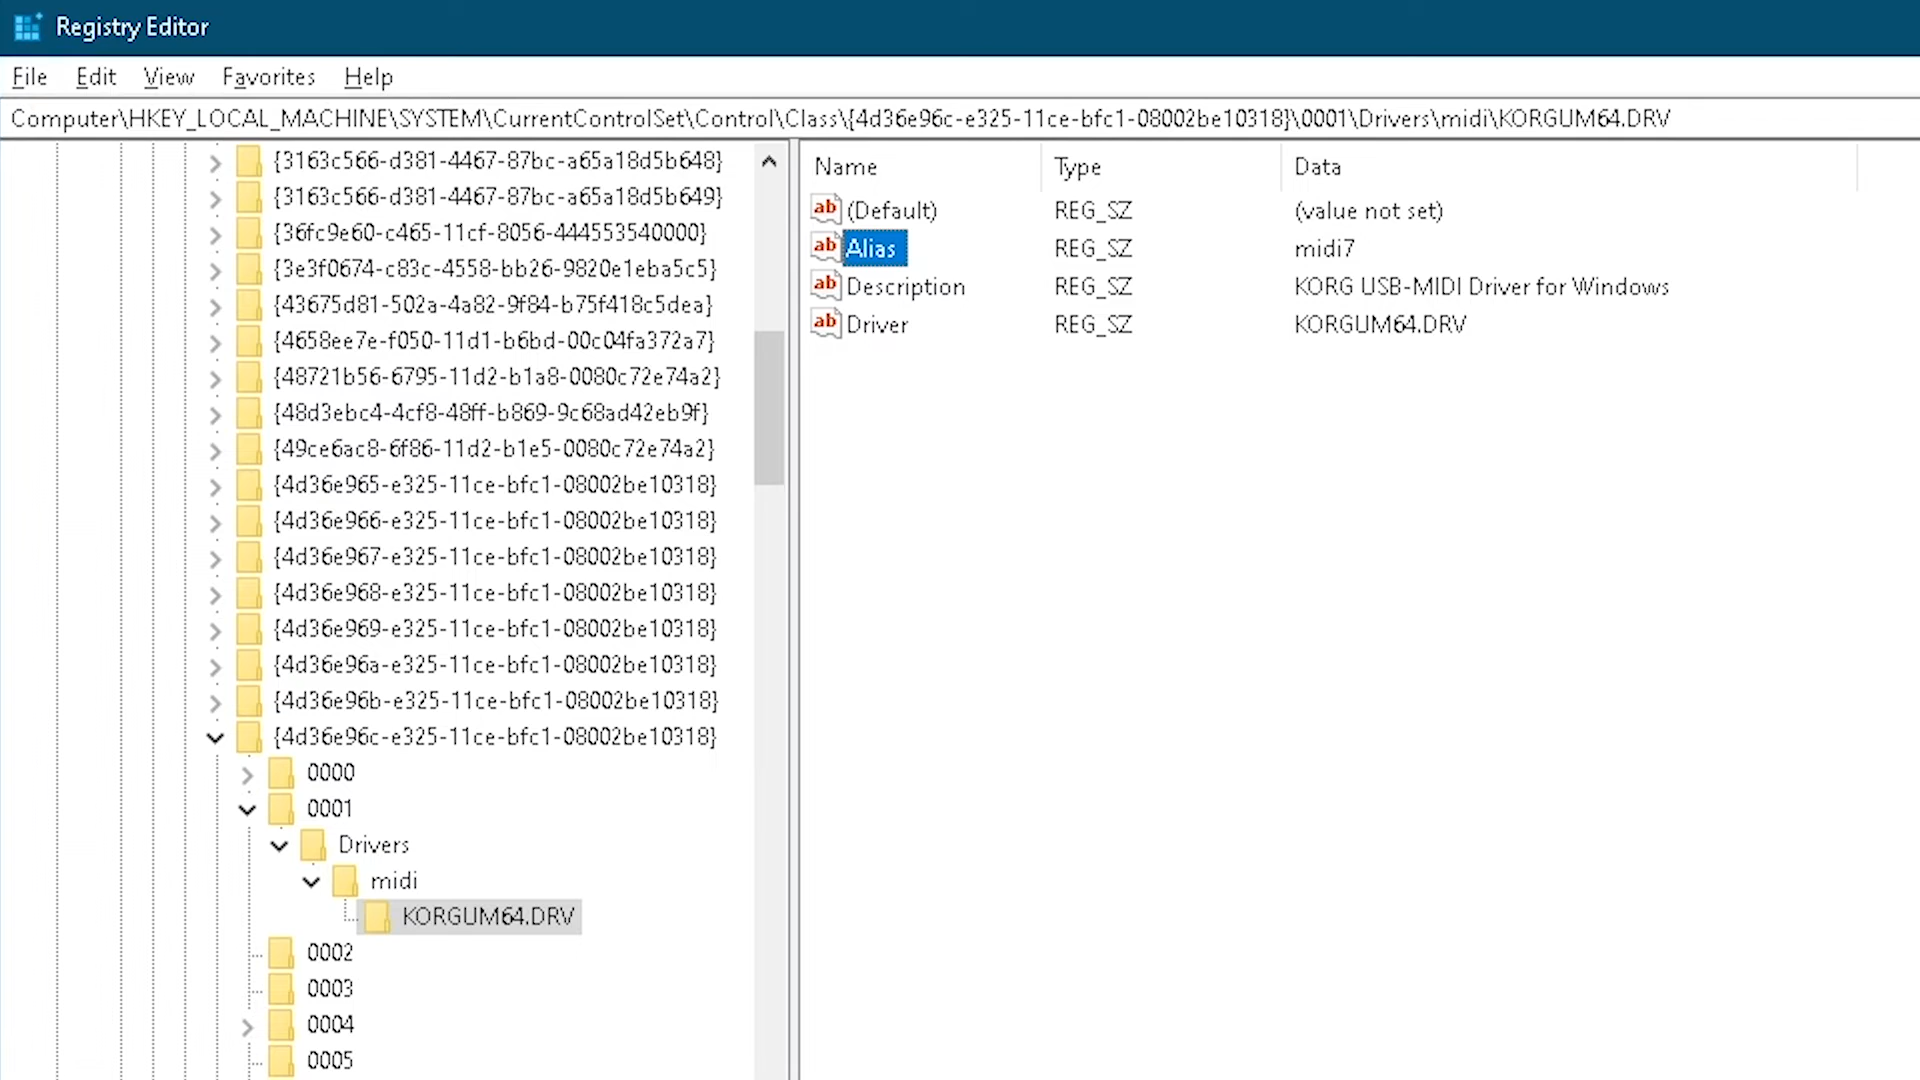 Registry Editor
File Edit View Favorites Help
Computer\HKEY_LOCAL_MACHINE\SYSTEM\CurrentControlSet\Control\Class\{4d36e96c-e325-11ce-bfc1-08002be10318}\0001\Drivers\midi\KORGUM64.DRV
{3163c566-d381-4467-87bc-a65a18d5b648}
{3163c566-d381-4467-87bc-a65a18d5b649}
{36fc9e60-c465-11cf-8056-444553540000}
{3e3f0674-c83c-4558-bb26-9820e1eba5c5}
{43675d81-502a-4a82-9f84-b75f418c5dea}
{4658ee7e-f050-11d1-b6bd-00c04fa372a7}
{48721b56-6795-11d2-b1a8-0080c72e74a2}
{48d3ebc4-4cf8-48ff-b869-9c68ad42eb9f}
{49ce6ac8-6f86-11d2-b1e5-0080c72e74a2}
{4d36e965-e325-11ce-bfc1-08002be10318}
{4d36e966-e325-11ce-bfc1-08002be10318}
{4d36e967-e325-11ce-bfc1-08002be10318}
{4d36e968-e325-11ce-bfc1-08002be10318}
{4d36e969-e325-11ce-bfc1-08002be10318}
{4d36e96a-e325-11ce-bfc1-08002be10318}
{4d36e96b-e325-11ce-bfc1-08002be10318}
{4d36e96c-e325-11ce-bfc1-08002be10318}
0000
0001
Drivers
midi
KORGUM64.DRV
0002
0003
0004
0005
Name Type Data
(Default) REG_SZ (value not set)
Alias REG_SZ midi7
Description REG_SZ KORG USB-MIDI Driver for Windows
Driver REG_SZ KORGUM64.DRV